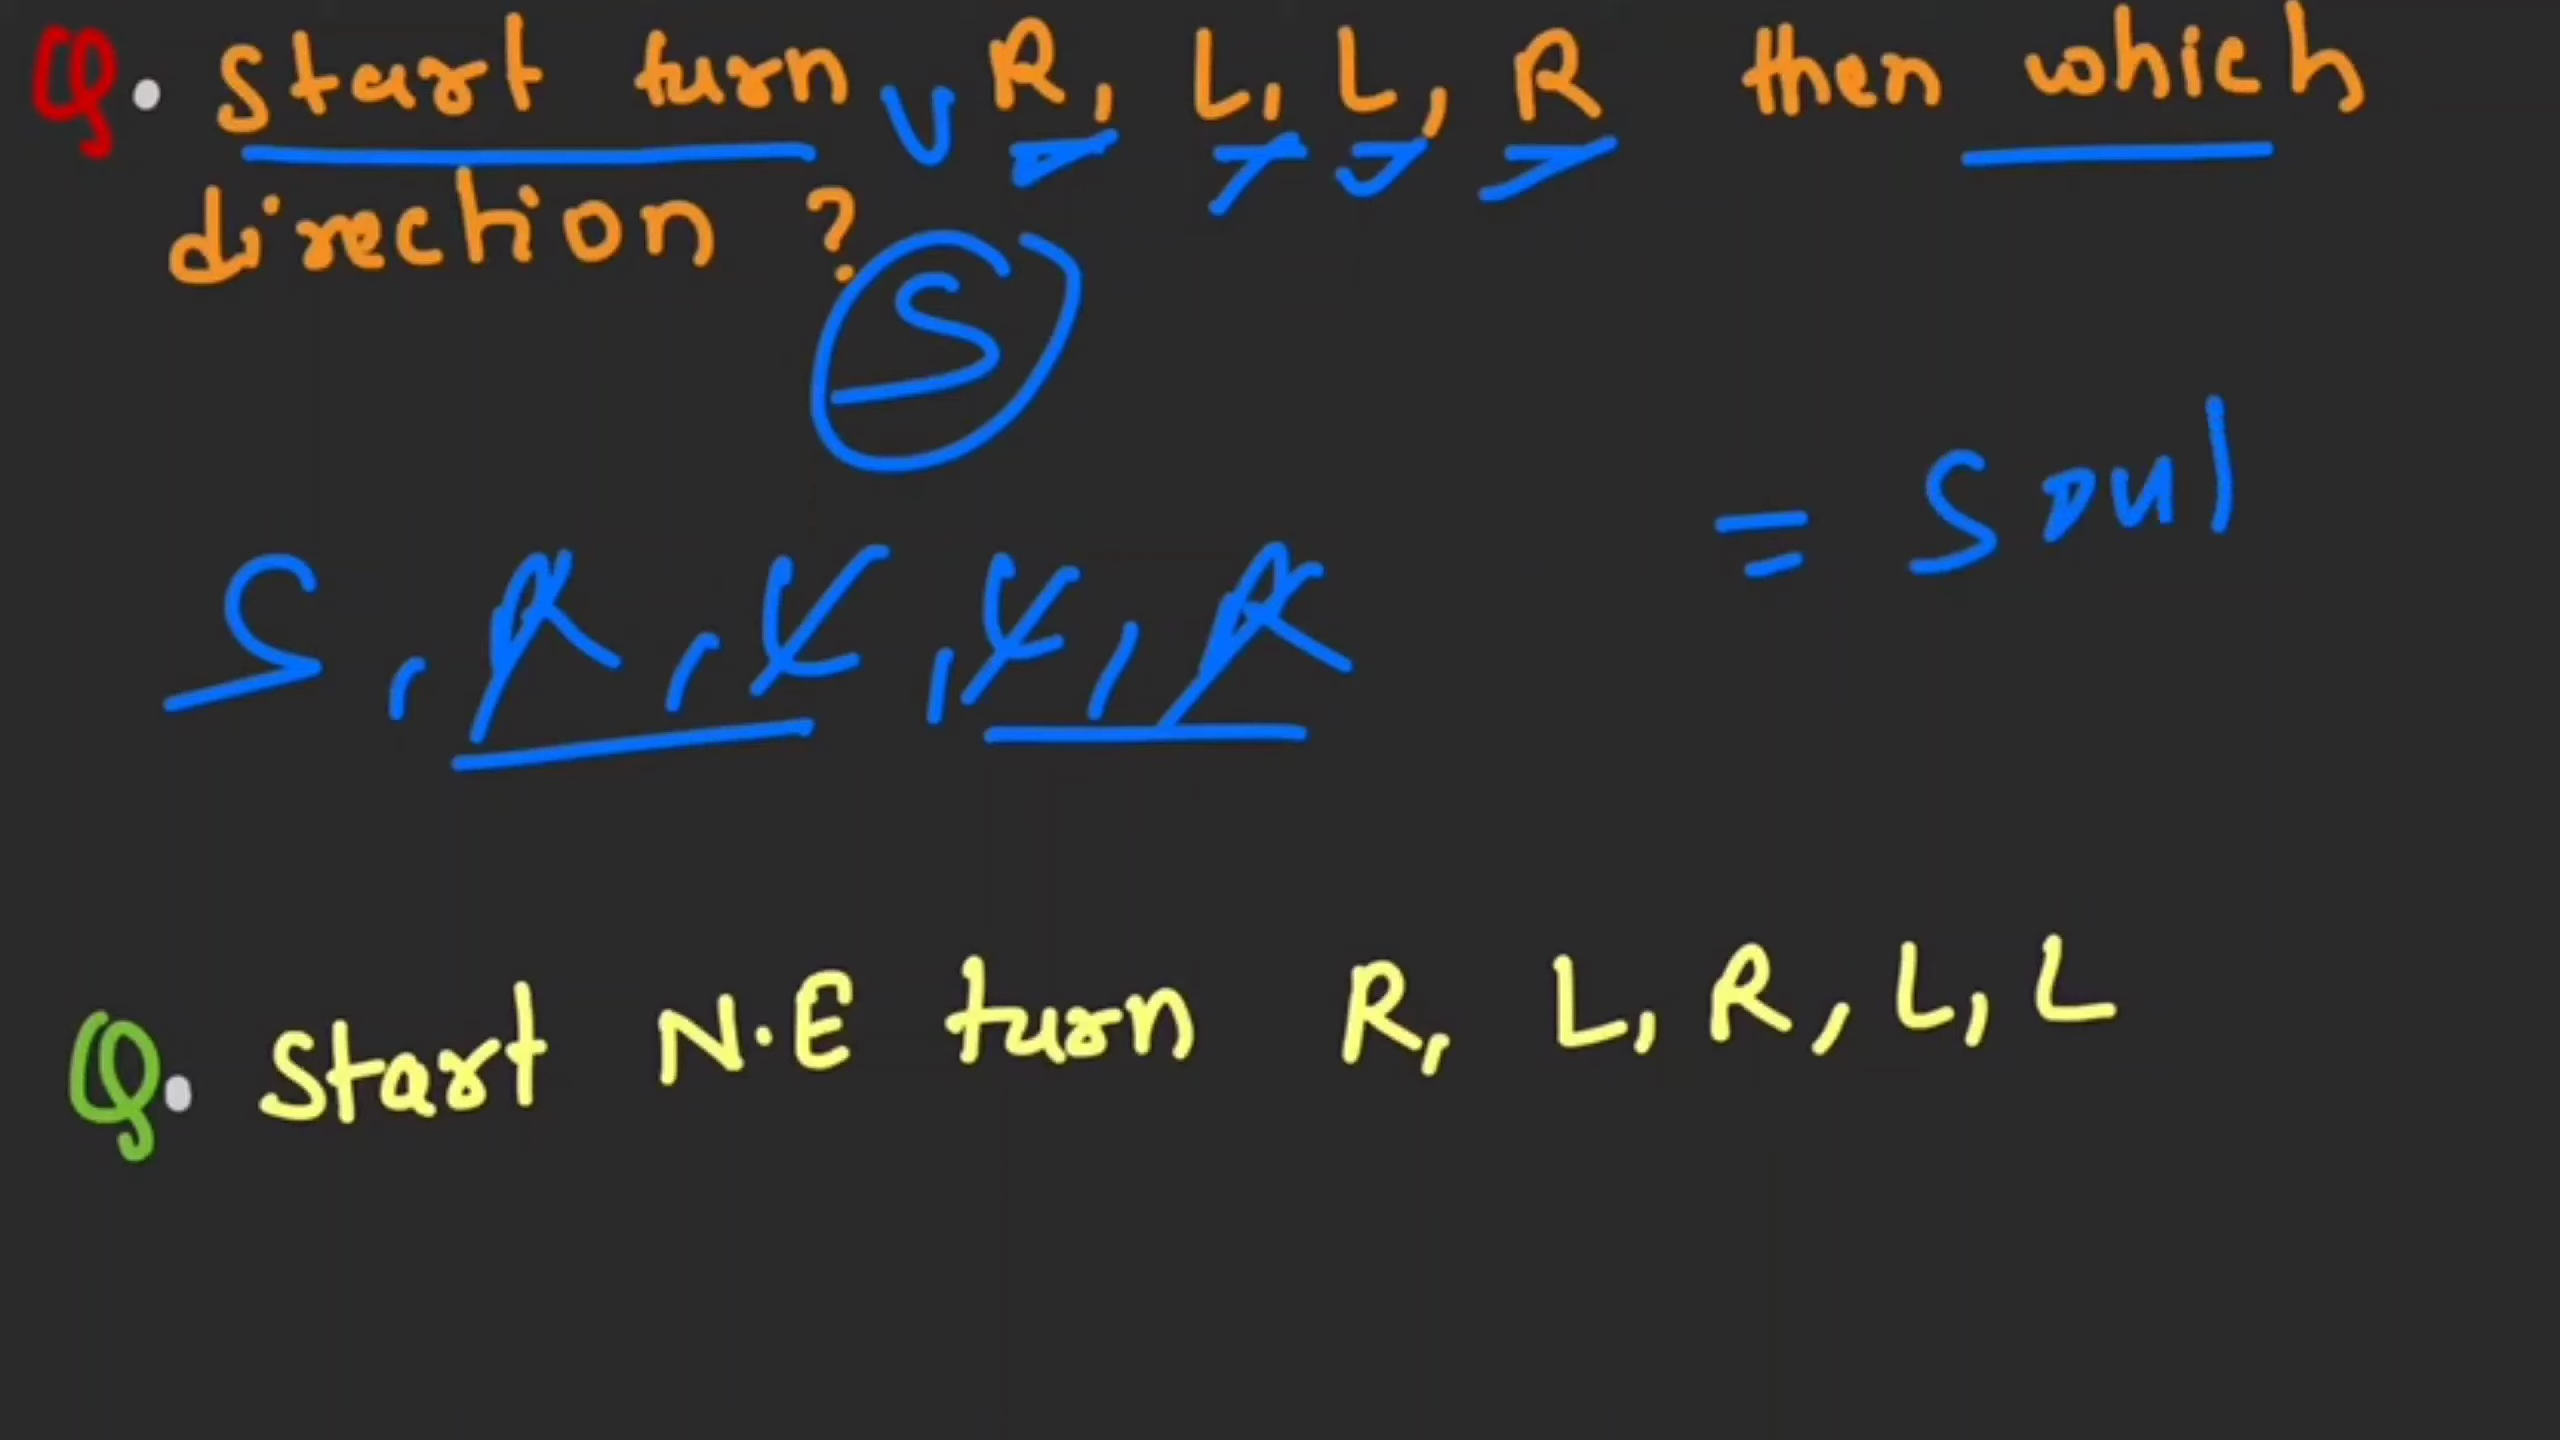 Q. Start turn R, L, L, R then which
direction ?
S
= Soul
S, R, L, L, R
Q. Start N.E turn R, L, R, L, L